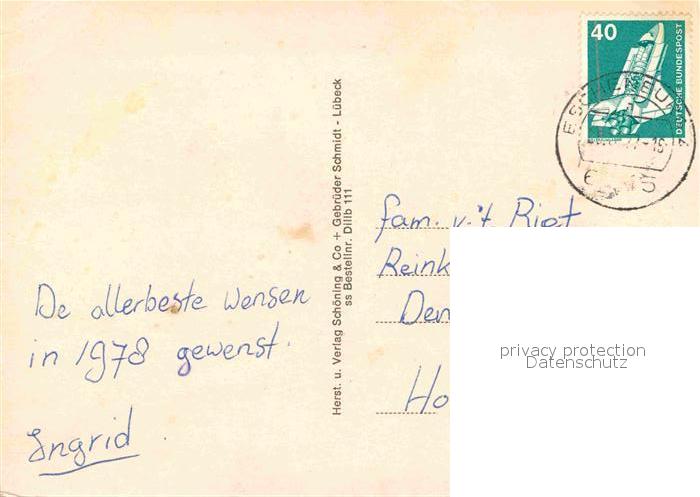 De allerbeste wensen
in 1978 gewenst.
Ingrid.
Herst. u. Verlag Schöning & Co + Gebrüder Schmidt - Lübeck
ss Bestellnr. Dillb 111
40
DEUTSCHE BUNDESPOST
fam. v.'t Riet
Reink
Den
Ho
privacy protection
Datenschutz